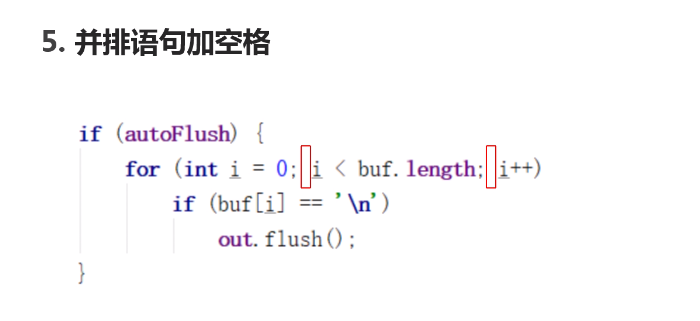 5. 并排语句加空格
if (autoFlush) {
for (int i = 0; i < buf.length; i++)
if (buf[i] == '\n')
out.flush();
}